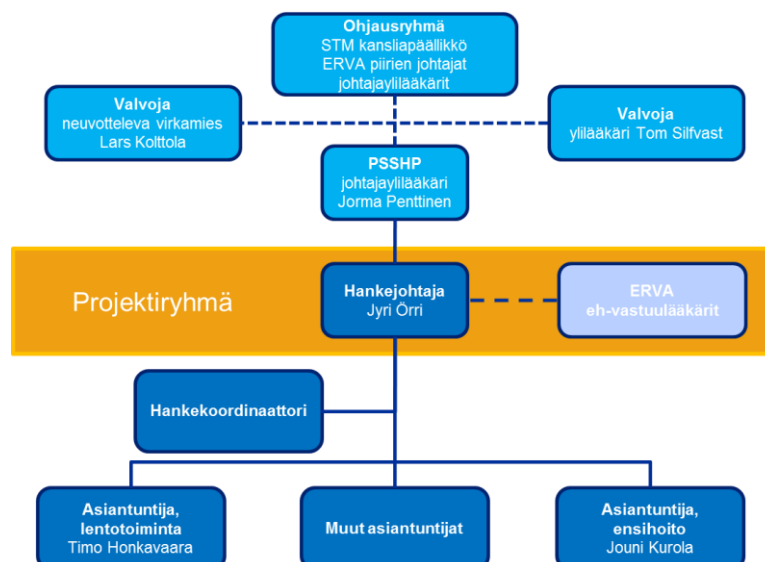 Ohjausryhmä
STM kansliapäällikkö
ERVA piirien johtajat
johtajaylilääkärit
Valvoja
neuvotteleva virkamies
Lars Kolttola
Valvoja
ylilääkäri Tom Silfvast
PSSHP
johtajaylilääkäri
Jorma Penttinen
Projektiryhmä
Hankejohtaja
Jyri Örri
ERVA
eh-vastuulääkärit
Hankekoordinaattori
Asiantuntija,
lentotoiminta
Timo Honkavaara
Muut asiantuntijat
Asiantuntija,
ensihoito
Jouni Kurola